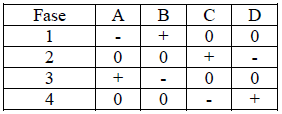 Fase A B C D
1 - + 0 0
2 0 0 + -
3 + - 0 0
4 0 0 - +